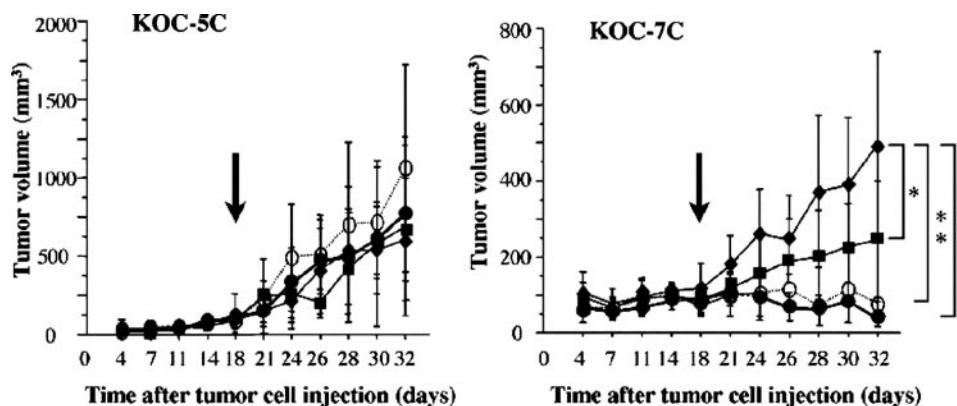 KOC-5C
Tumor volume (mm³)
2000
1500
1000
500
0
0 4 7 11 14 18 21 24 26 28 30 32
Time after tumor cell injection (days)
KOC-7C
Tumor volume (mm³)
800
600
400
200
0
0 4 7 11 14 18 21 24 26 28 30 32
Time after tumor cell injection (days)
*
**